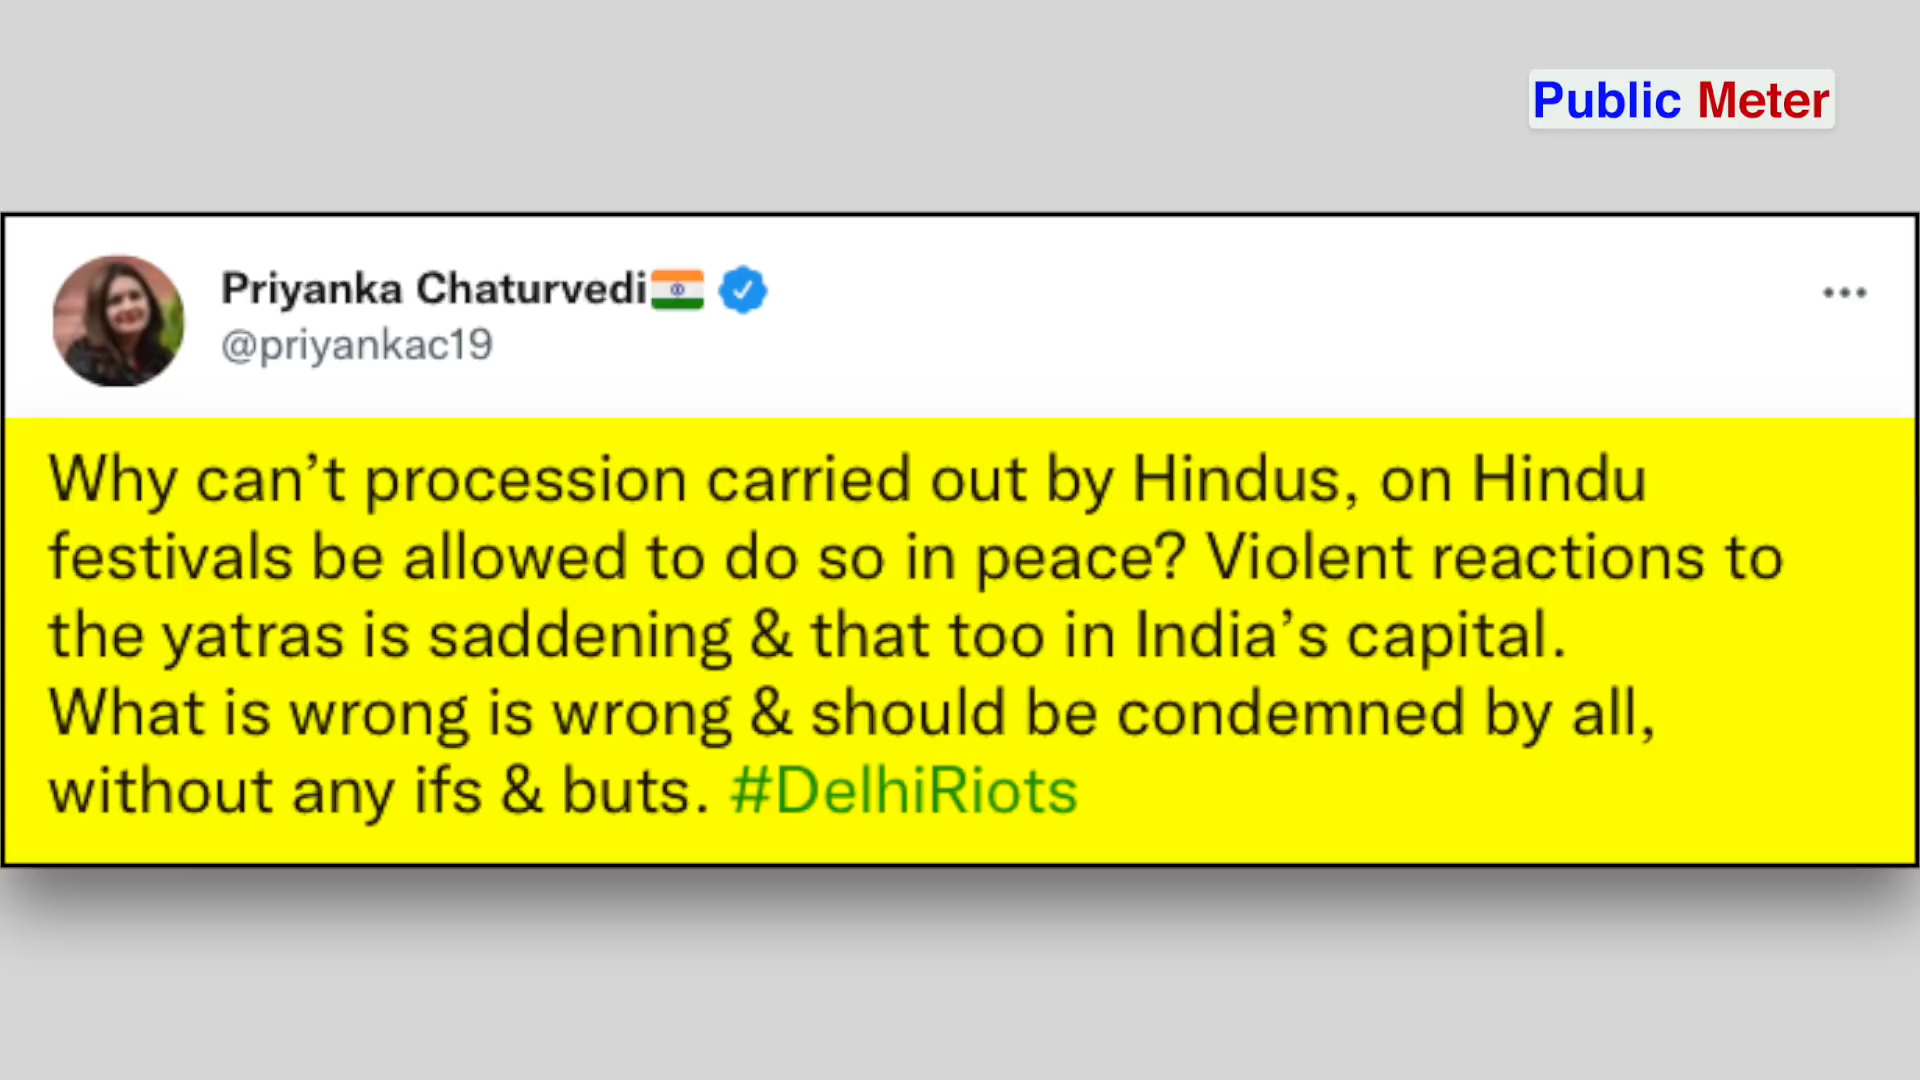 Public Meter
Priyanka Chaturvedi
@priyankac19
Why can’t procession carried out by Hindus, on Hindu
festivals be allowed to do so in peace? Violent reactions to
the yatras is saddening & that too in India’s capital.
What is wrong is wrong & should be condemned by all,
without any ifs & buts. #DelhiRiots